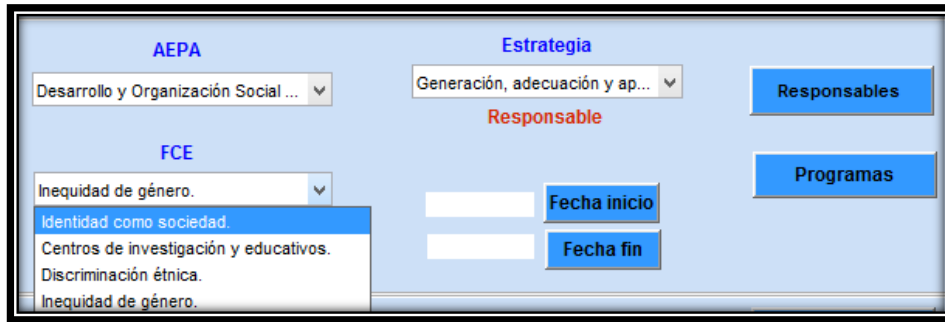 AEPA
Desarrollo y Organización Social ...
FCE
Inequidad de género.
Identidad como sociedad.
Centros de investigación y educativos.
Discriminación étnica.
Inequidad de género.
Estrategia
Generación, adecuación y ap...
Responsable
Fecha inicio
Fecha fin
Responsables
Programas